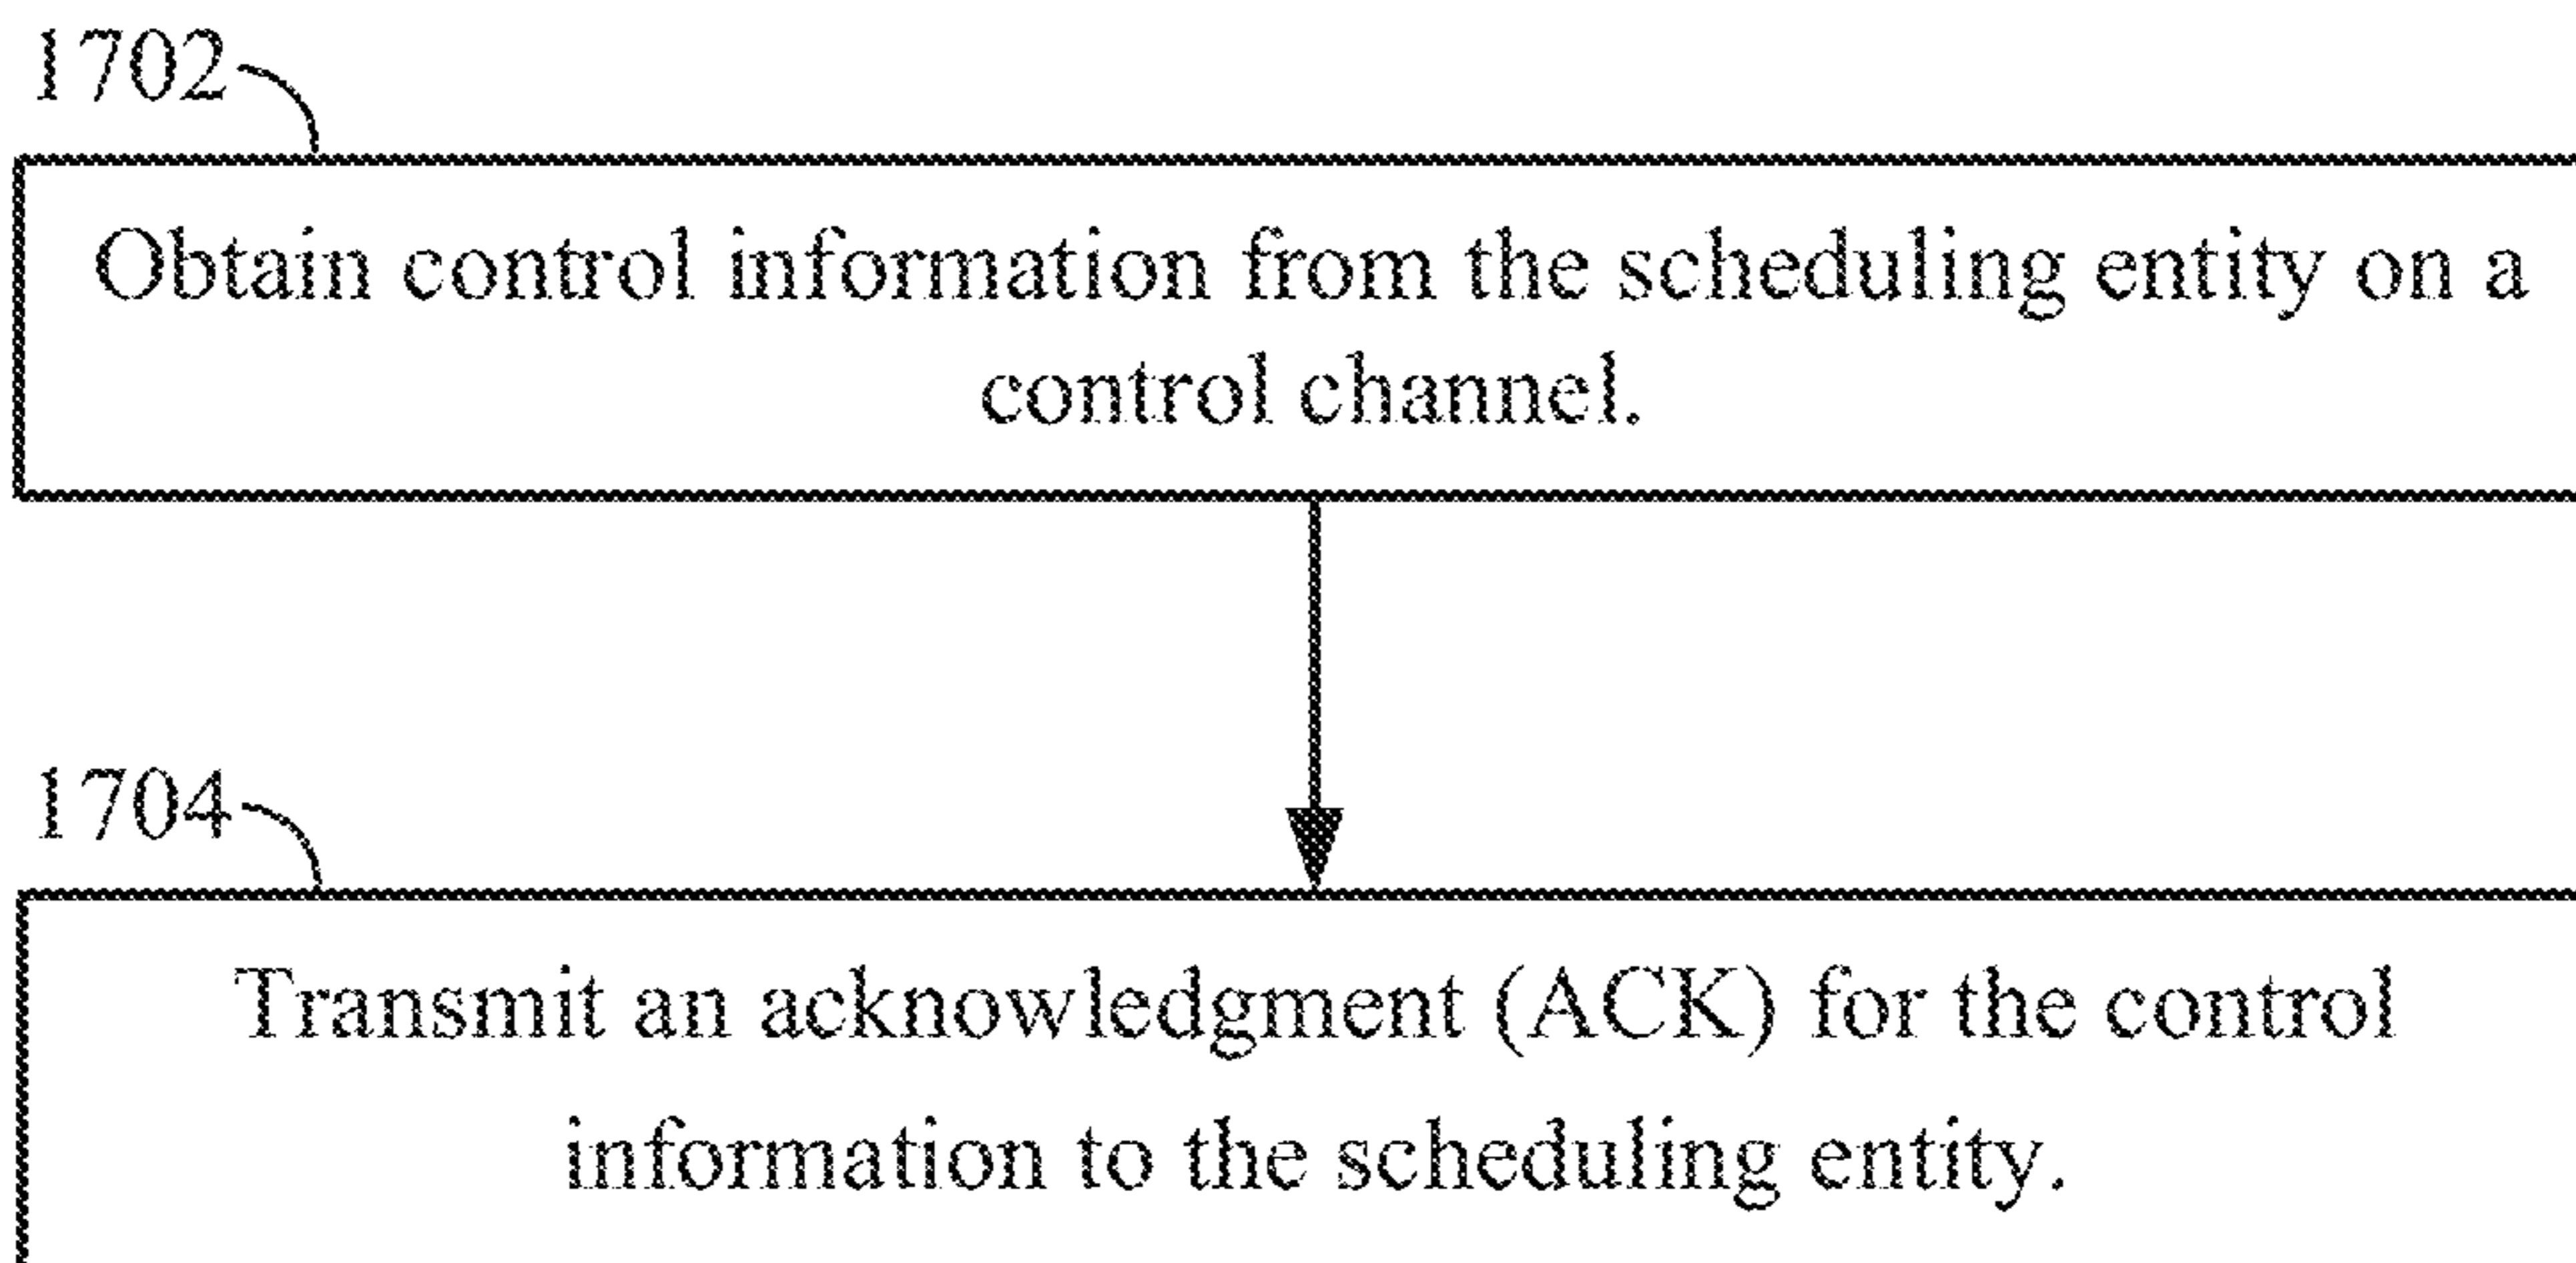 1702
Obtain control information from the scheduling entity on a
control channel.
1704
Transmit an acknowledgment (ACK) for the control
information to the scheduling entity.